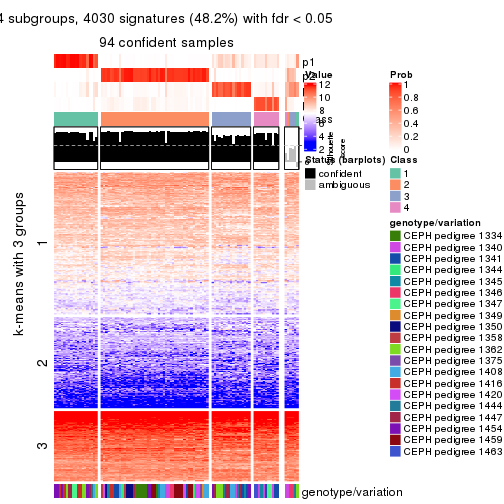 4 subgroups, 4030 signatures (48.2%) with fdr < 0.05
94 confident samples
p1
p2
Class
Value
12
10
8
6
4
2
Prob
1
0.8
0.6
0.4
0.2
0
Silhouette
score
Status (barplots)
confident
ambiguous
Class
1
2
3
4
genotype/variation
CEPH pedigree 1334
CEPH pedigree 1340
CEPH pedigree 1341
CEPH pedigree 1344
CEPH pedigree 1345
CEPH pedigree 1346
CEPH pedigree 1347
CEPH pedigree 1349
CEPH pedigree 1350
CEPH pedigree 1358
CEPH pedigree 1362
CEPH pedigree 1375
CEPH pedigree 1408
CEPH pedigree 1416
CEPH pedigree 1420
CEPH pedigree 1444
CEPH pedigree 1447
CEPH pedigree 1454
CEPH pedigree 1459
CEPH pedigree 1463
k-means with 3 groups
1
2
3
genotype/variation